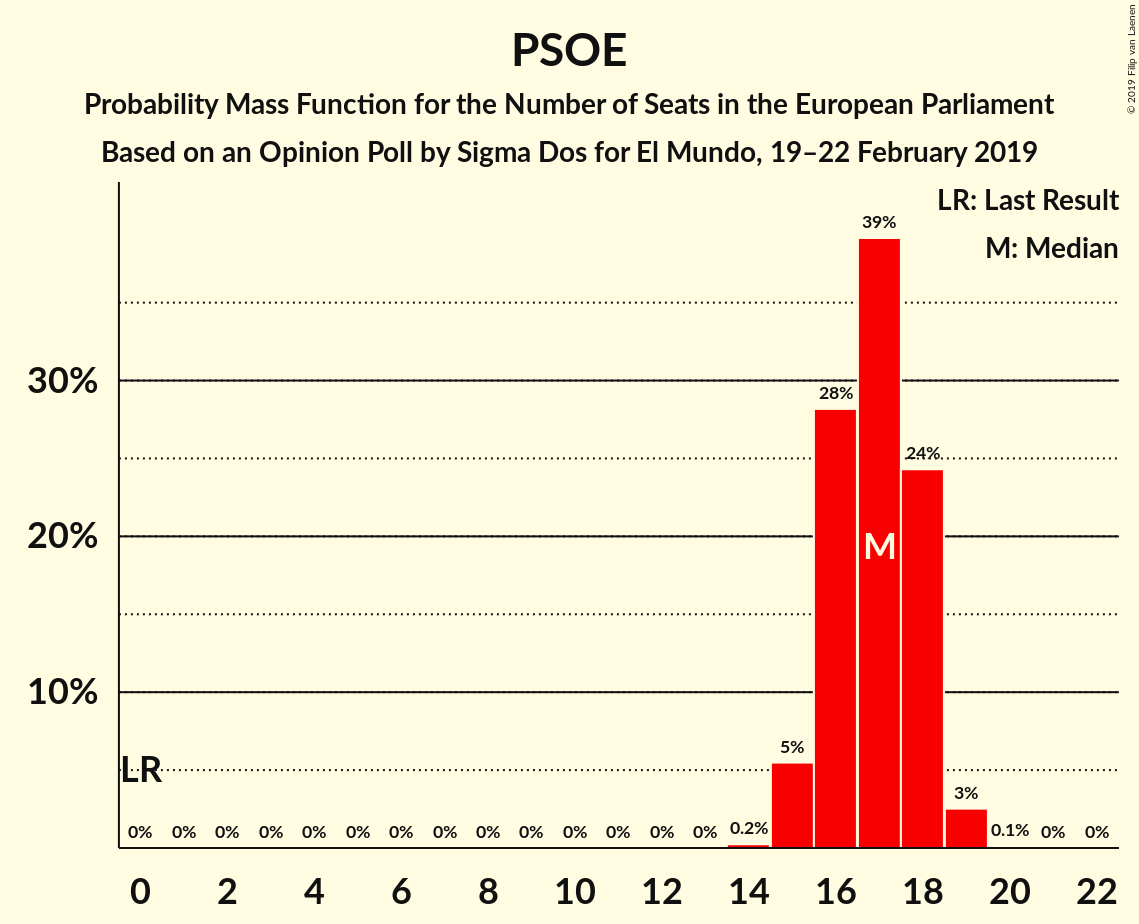 PSOE
Probability Mass Function for the Number of Seats in the European Parliament
Based on an Opinion Poll by Sigma Dos for El Mundo, 19–22 February 2019
© 2019 Filip van Laenen
LR: Last Result
M: Median
39%
30%
28%
24%
20%
M
10%
LR
5%
3%
0% 0% 0% 0% 0% 0% 0% 0% 0% 0% 0% 0% 0% 0% 0.2% 0.1% 0% 0%
0 2 4 6 8 10 12 14 16 18 20 22